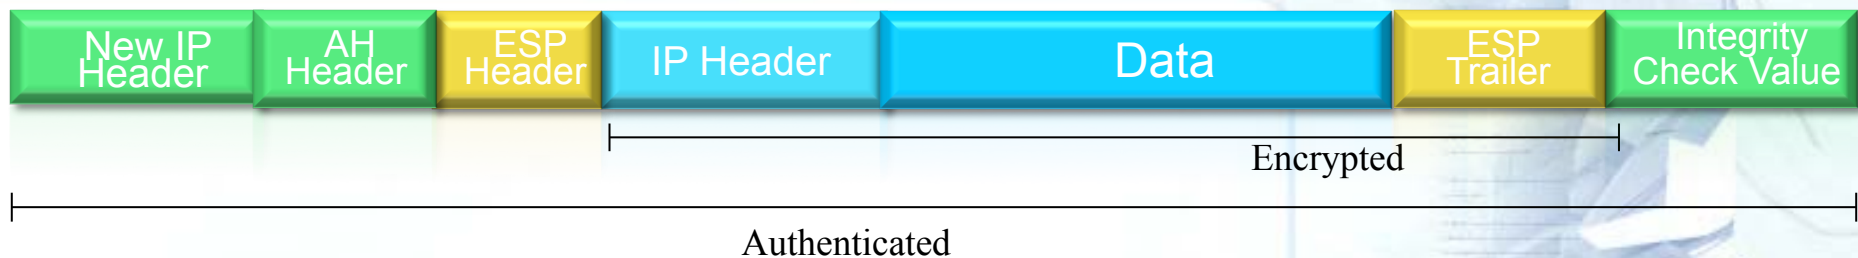 New IP
Header
AH
Header
ESP
Header
IP Header
Data
ESP
Trailer
Integrity
Check Value
Encrypted
Authenticated